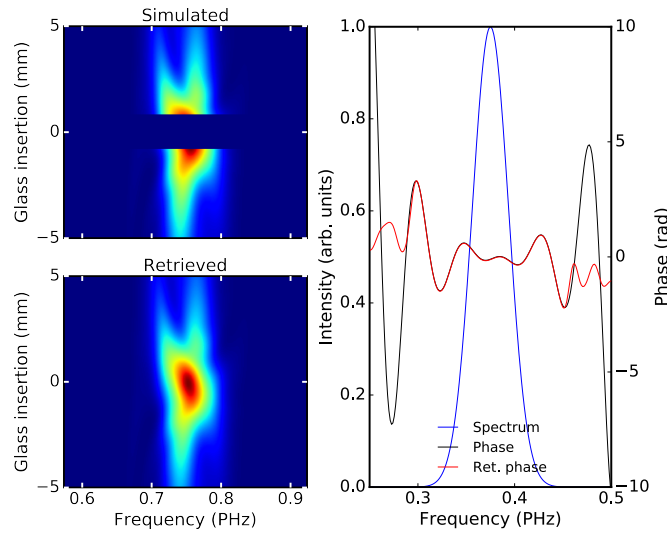 Simulated
Glass insertion (mm)
5
0
−5
Retrieved
Glass insertion (mm)
5
0
−5
0.6 0.7 0.8 0.9
Frequency (PHz)
Intensity (arb. units)
1.0
0.8
0.6
0.4
0.2
0.0
Spectrum
Phase
Ret. phase
0.3 0.4 0.5
Frequency (PHz)
10
5
0
−5
−10
Phase (rad)